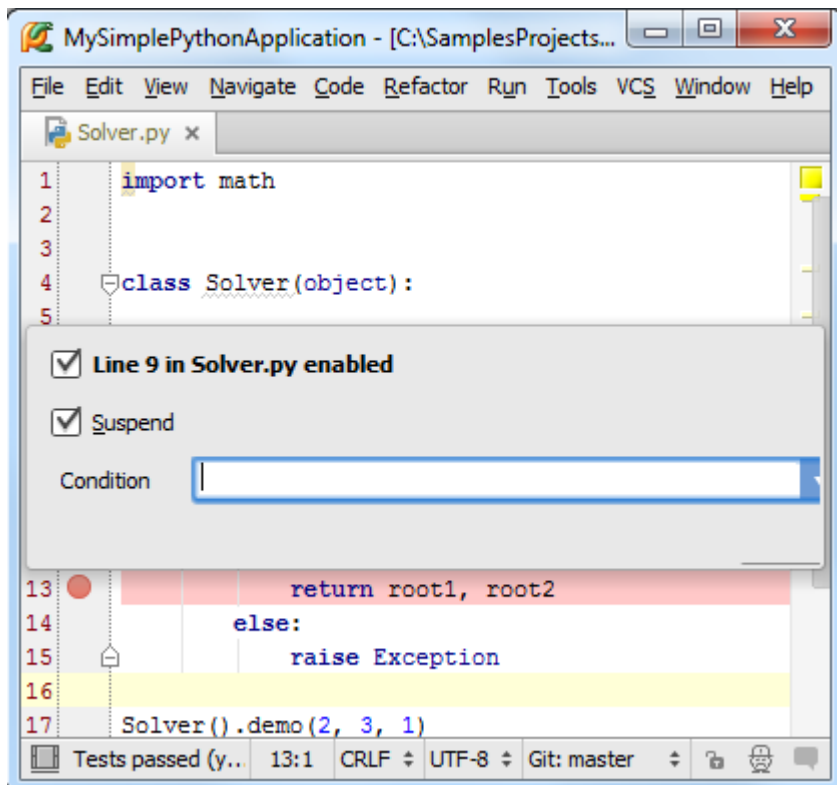 MySimplePythonApplication - [C:\SamplesProjects...
File Edit View Navigate Code Refactor Run Tools VCS Window Help
Solver.py
1 import math
2
3
4 class Solver(object):
5
Line 9 in Solver.py enabled
Suspend
Condition
13 return root1, root2
14 else:
15 raise Exception
16
17 Solver().demo(2, 3, 1)
Tests passed (y... 13:1 CRLF UTF-8 Git: master